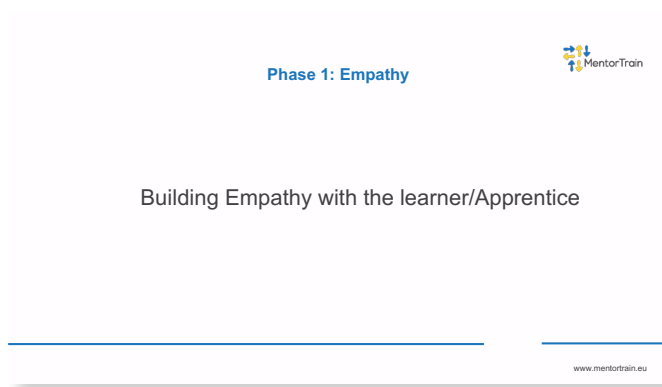 MentorTrain
Phase 1: Empathy
Building Empathy with the learner/Apprentice
www.mentortrain.eu